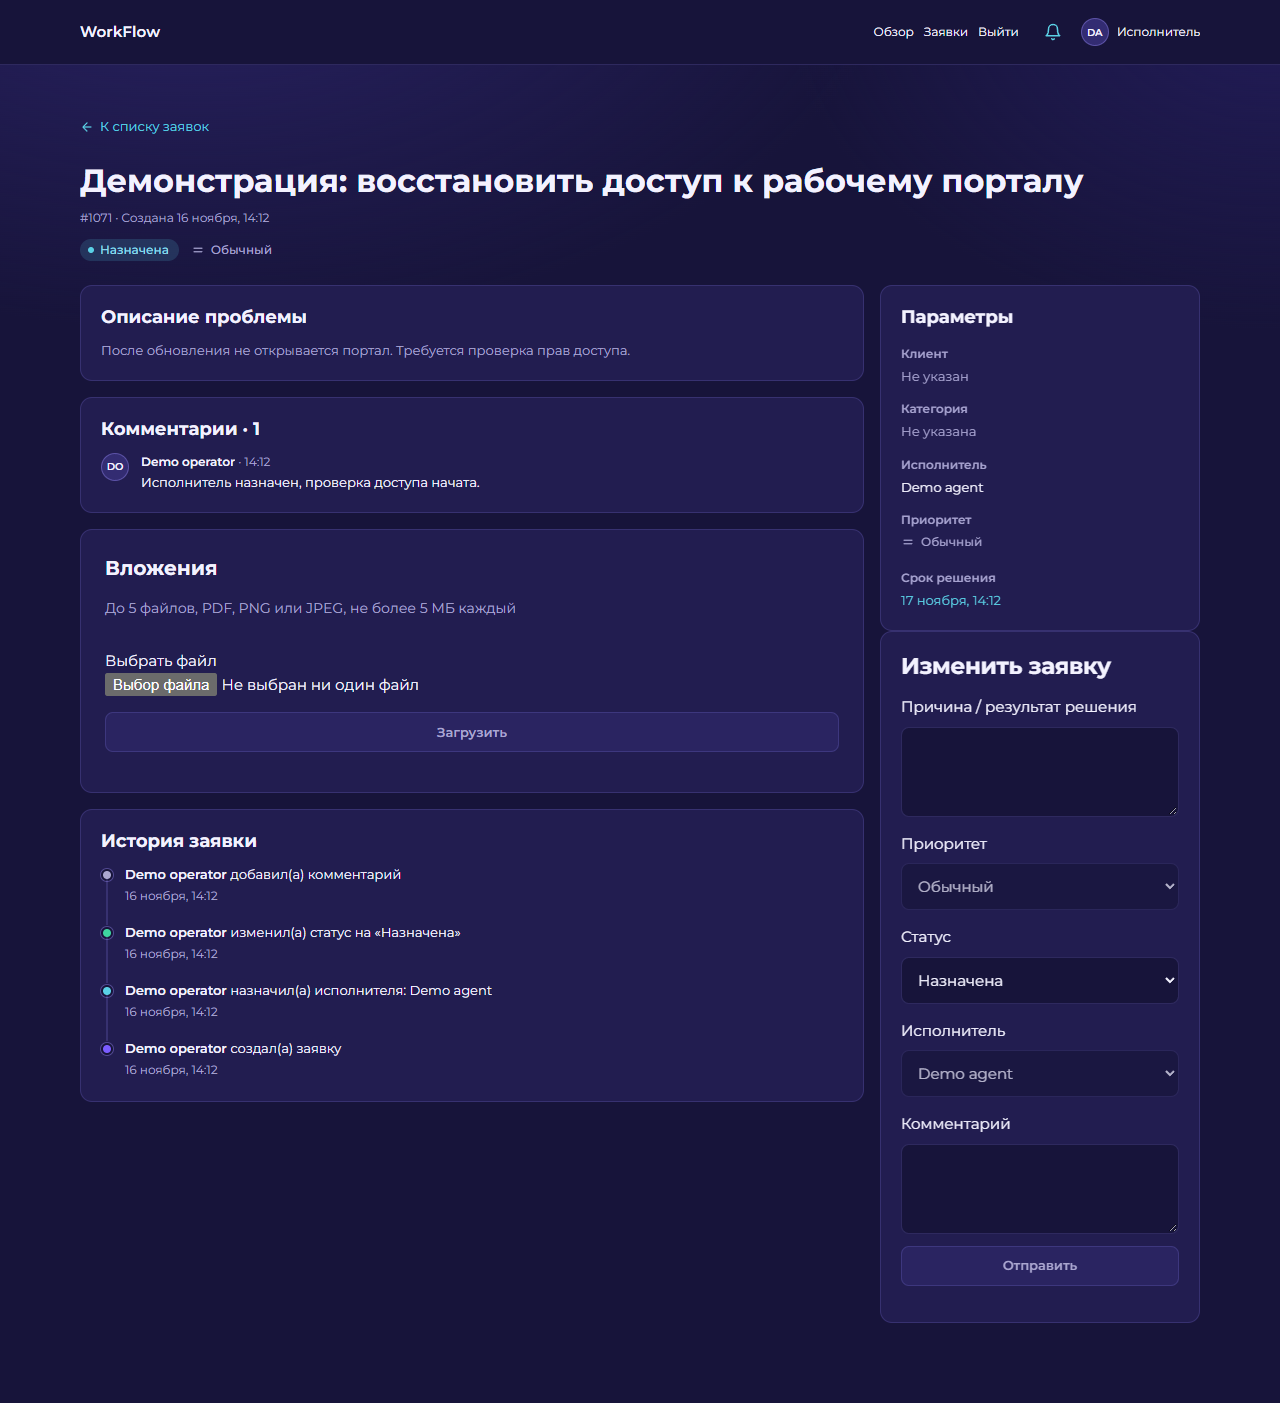 WorkFlow
Обзор Заявки Выйти DA Исполнитель
К списку заявок
Демонстрация: восстановить доступ к рабочему порталу
#1071 · Создана 16 ноября, 14:12
Назначена = Обычный
Описание проблемы
После обновления не открывается портал. Требуется проверка прав доступа.
Комментарии · 1
DO Demo operator · 14:12
Исполнитель назначен, проверка доступа начата.
Вложения
До 5 файлов, PDF, PNG или JPEG, не более 5 МБ каждый
Выбрать файл
Выбор файла Не выбран ни один файл
Загрузить
История заявки
Demo operator добавил(а) комментарий
16 ноября, 14:12
Demo operator изменил(а) статус на «Назначена»
16 ноября, 14:12
Demo operator назначил(а) исполнителя: Demo agent
16 ноября, 14:12
Demo operator создал(а) заявку
16 ноября, 14:12
Параметры
Клиент
Не указан
Категория
Не указана
Исполнитель
Demo agent
Приоритет
= Обычный
Срок решения
17 ноября, 14:12
Изменить заявку
Причина / результат решения
Приоритет
Обычный
Статус
Назначена
Исполнитель
Demo agent
Комментарий
Отправить